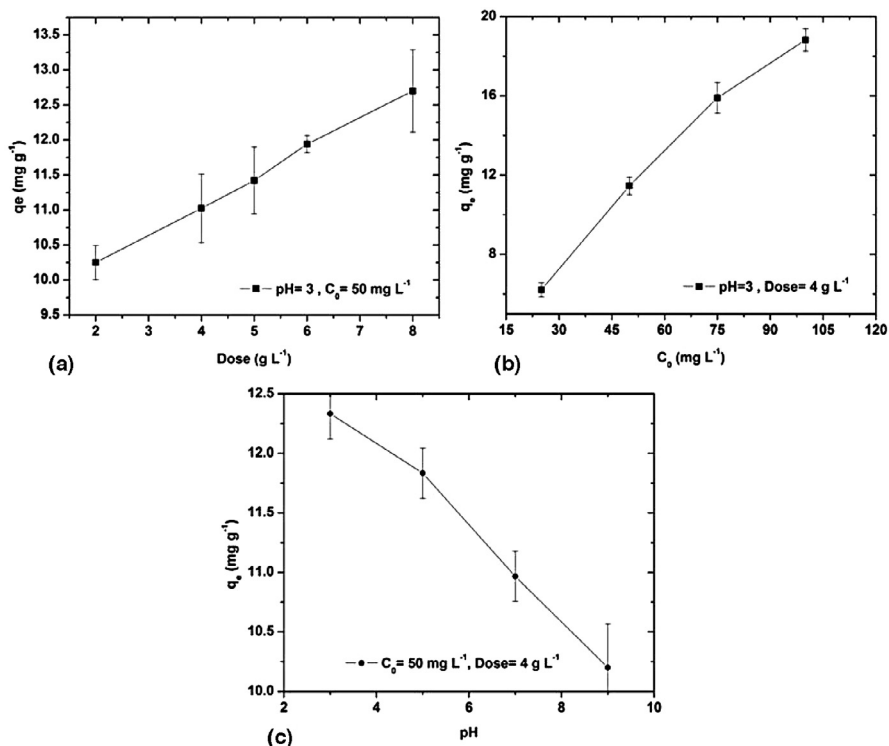 13.5
13.0
12.5
12.0
11.5
11.0
10.5
10.0
9.5
qe (mg g⁻¹)
pH= 3 , C₀= 50 mg L⁻¹
2 3 4 5 6 7 8
Dose (g L⁻¹)
(a)
20
16
12
8
qₑ (mg g⁻¹)
pH=3 , Dose= 4 g L⁻¹
15 30 45 60 75 90 105 120
C₀ (mg L⁻¹)
(b)
12.5
12.0
11.5
11.0
10.5
10.0
qₑ (mg g⁻¹)
C₀= 50 mg L⁻¹, Dose= 4 g L⁻¹
2 4 6 8 10
pH
(c)